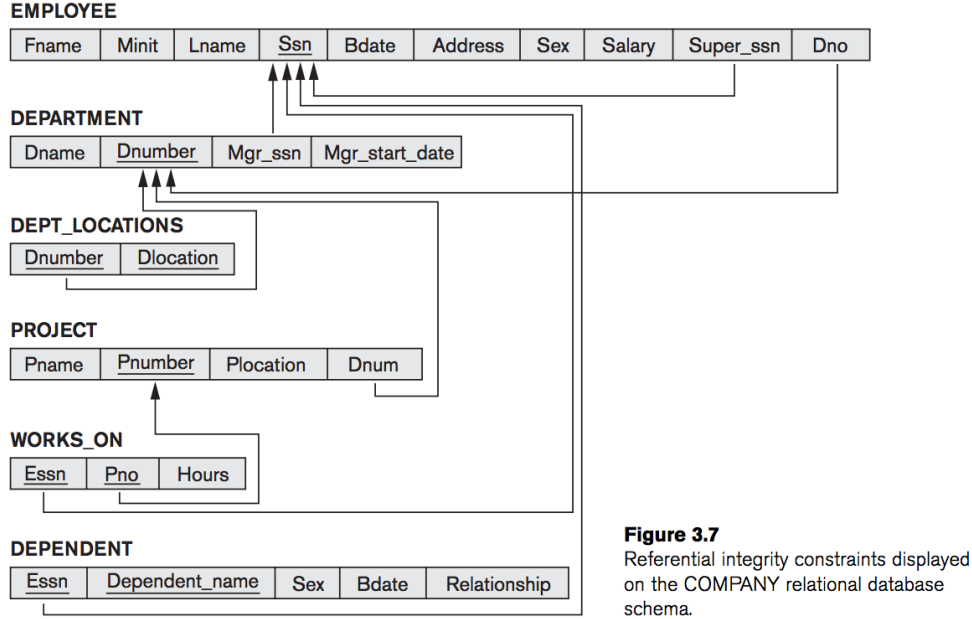 EMPLOYEE
Fname Minit Lname Ssn Bdate Address Sex Salary Super_ssn Dno
DEPARTMENT
Dname Dnumber Mgr_ssn Mgr_start_date
DEPT_LOCATIONS
Dnumber Dlocation
PROJECT
Pname Pnumber Plocation Dnum
WORKS_ON
Essn Pno Hours
DEPENDENT
Essn Dependent_name Sex Bdate Relationship
Figure 3.7
Referential integrity constraints displayed
on the COMPANY relational database
schema.